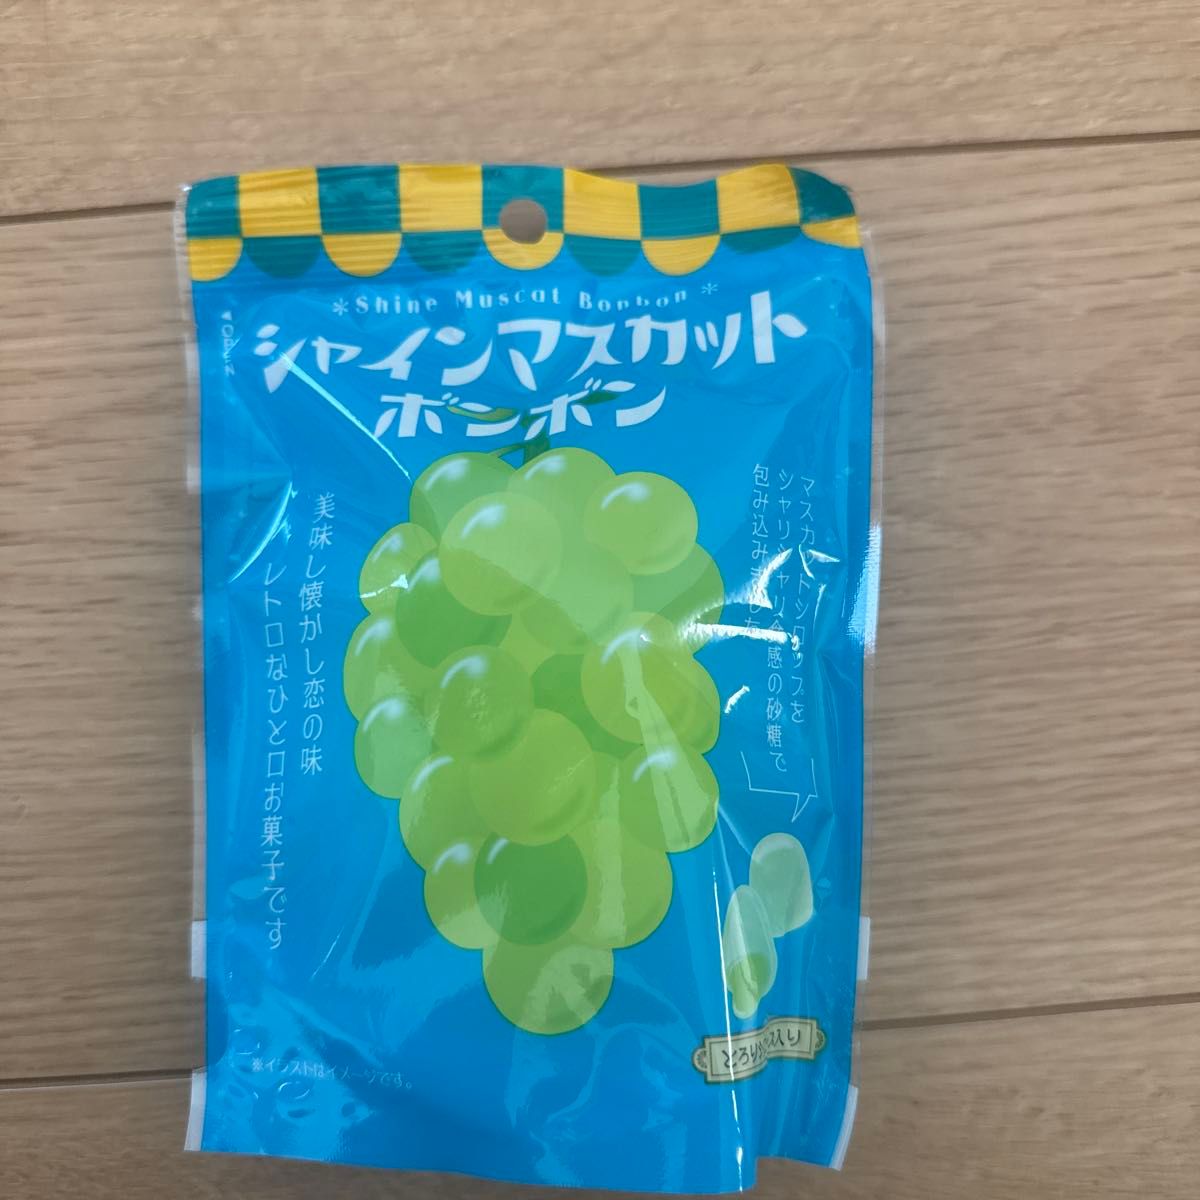 *Shine Muscat Bonbon*
シャインマスカット
ボンボン
◀OPEN
マスカットシロップを
シャリシャリ食感の砂糖で
包み込みました
美味し懐かし恋の味
レトロなひと口お菓子です
とろり入り
※イラストはイメージです。